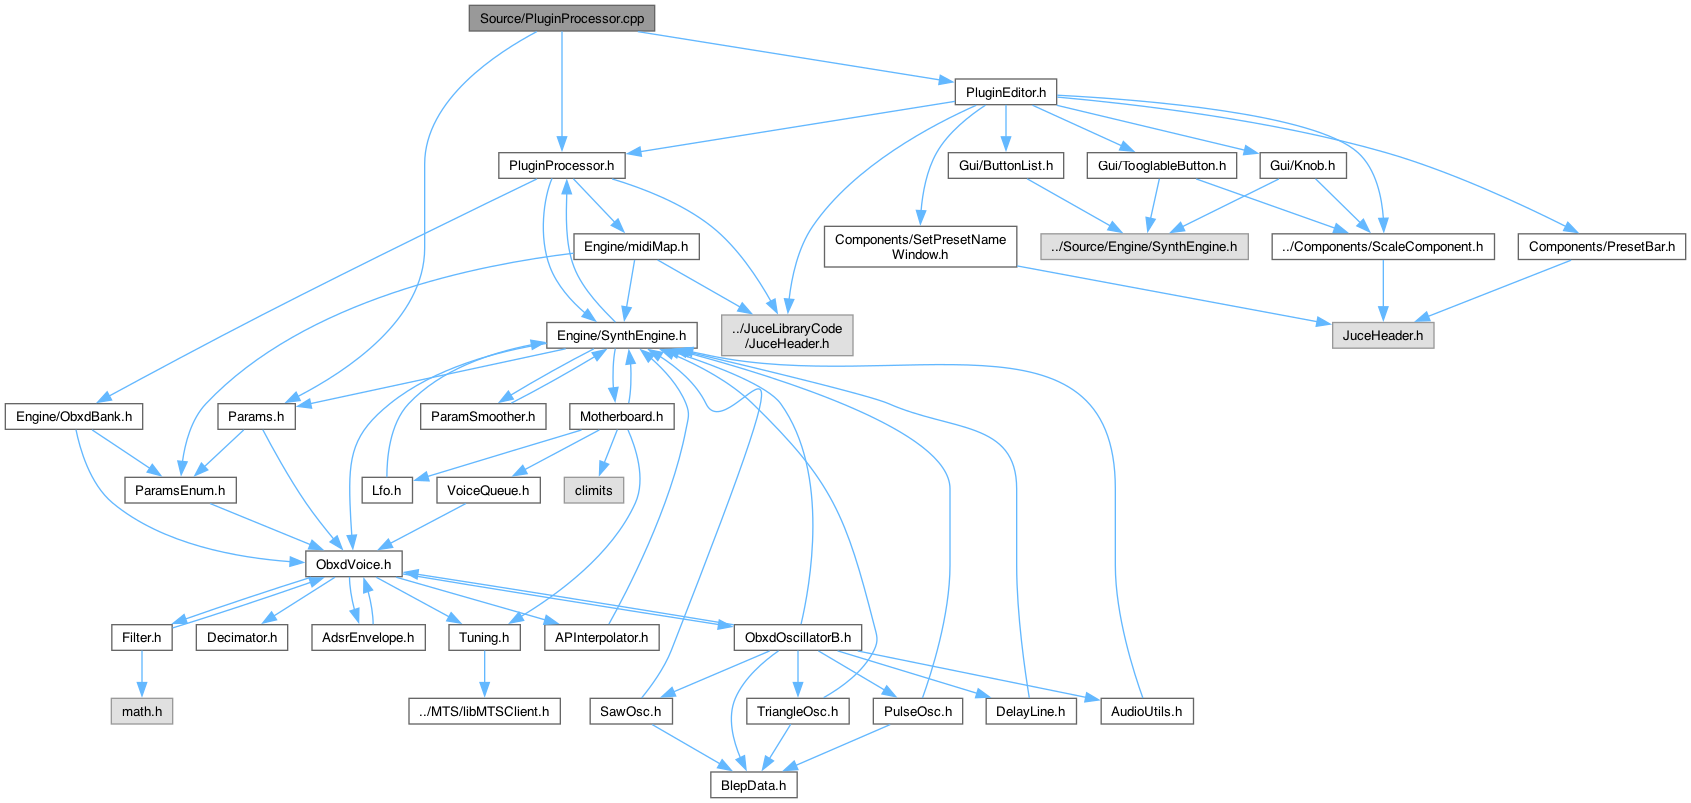 Source/PluginProcessor.cpp
PluginEditor.h
PluginProcessor.h
Gui/ButtonList.h
Gui/TooglableButton.h
Gui/Knob.h
Engine/midiMap.h
Components/SetPresetName
Window.h
../Source/Engine/SynthEngine.h
../Components/ScaleComponent.h
Components/PresetBar.h
Engine/SynthEngine.h
../JuceLibraryCode
/JuceHeader.h
JuceHeader.h
Engine/ObxdBank.h
Params.h
ParamSmoother.h
Motherboard.h
ParamsEnum.h
Lfo.h
VoiceQueue.h
climits
ObxdVoice.h
Filter.h
Decimator.h
AdsrEnvelope.h
Tuning.h
APInterpolator.h
ObxdOscillatorB.h
math.h
../MTS/libMTSClient.h
SawOsc.h
TriangleOsc.h
PulseOsc.h
DelayLine.h
AudioUtils.h
BlepData.h